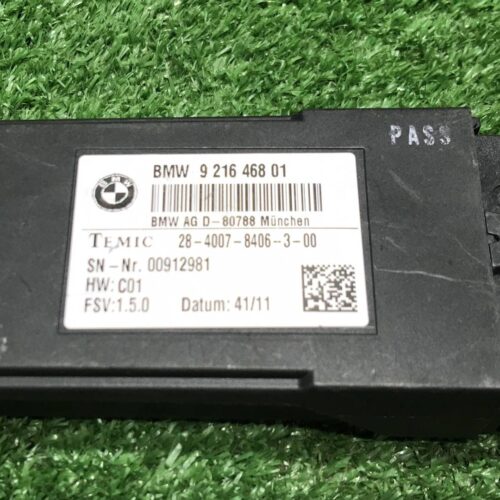 PASS
BMW
BMW 9 216 468 01
BMW AG D-80788 München
TEMIC 28-4007-8406-3-00
SN-Nr. 00912981
HW: C01
FSV:1.5.0 Datum: 41/11